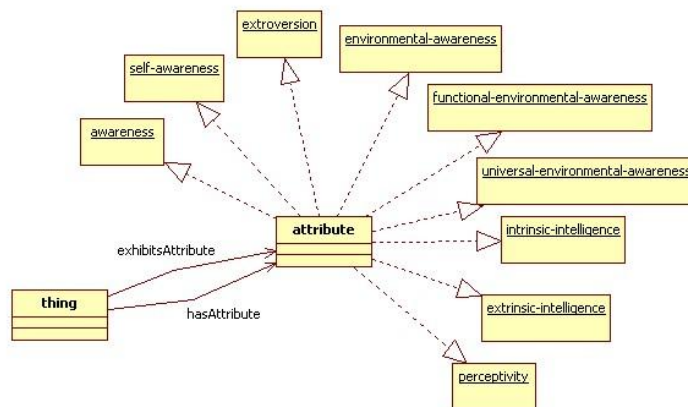 extroversion
environmental-awareness
self-awareness
functional-environmental-awareness
awareness
universal-environmental-awareness
attribute
intrinsic-intelligence
exhibitsAttribute
thing
extrinsic-intelligence
hasAttribute
perceptivity